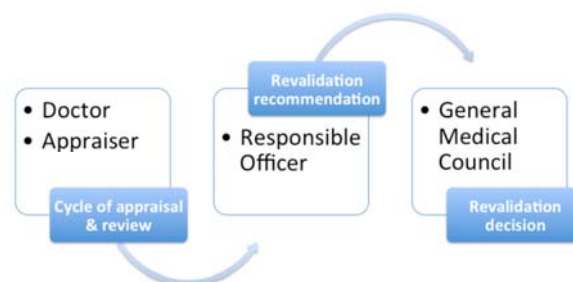 • Doctor
• Appraiser
Cycle of appraisal
& review
Revalidation
recommendation
• Responsible
Officer
• General
Medical
Council
Revalidation
decision